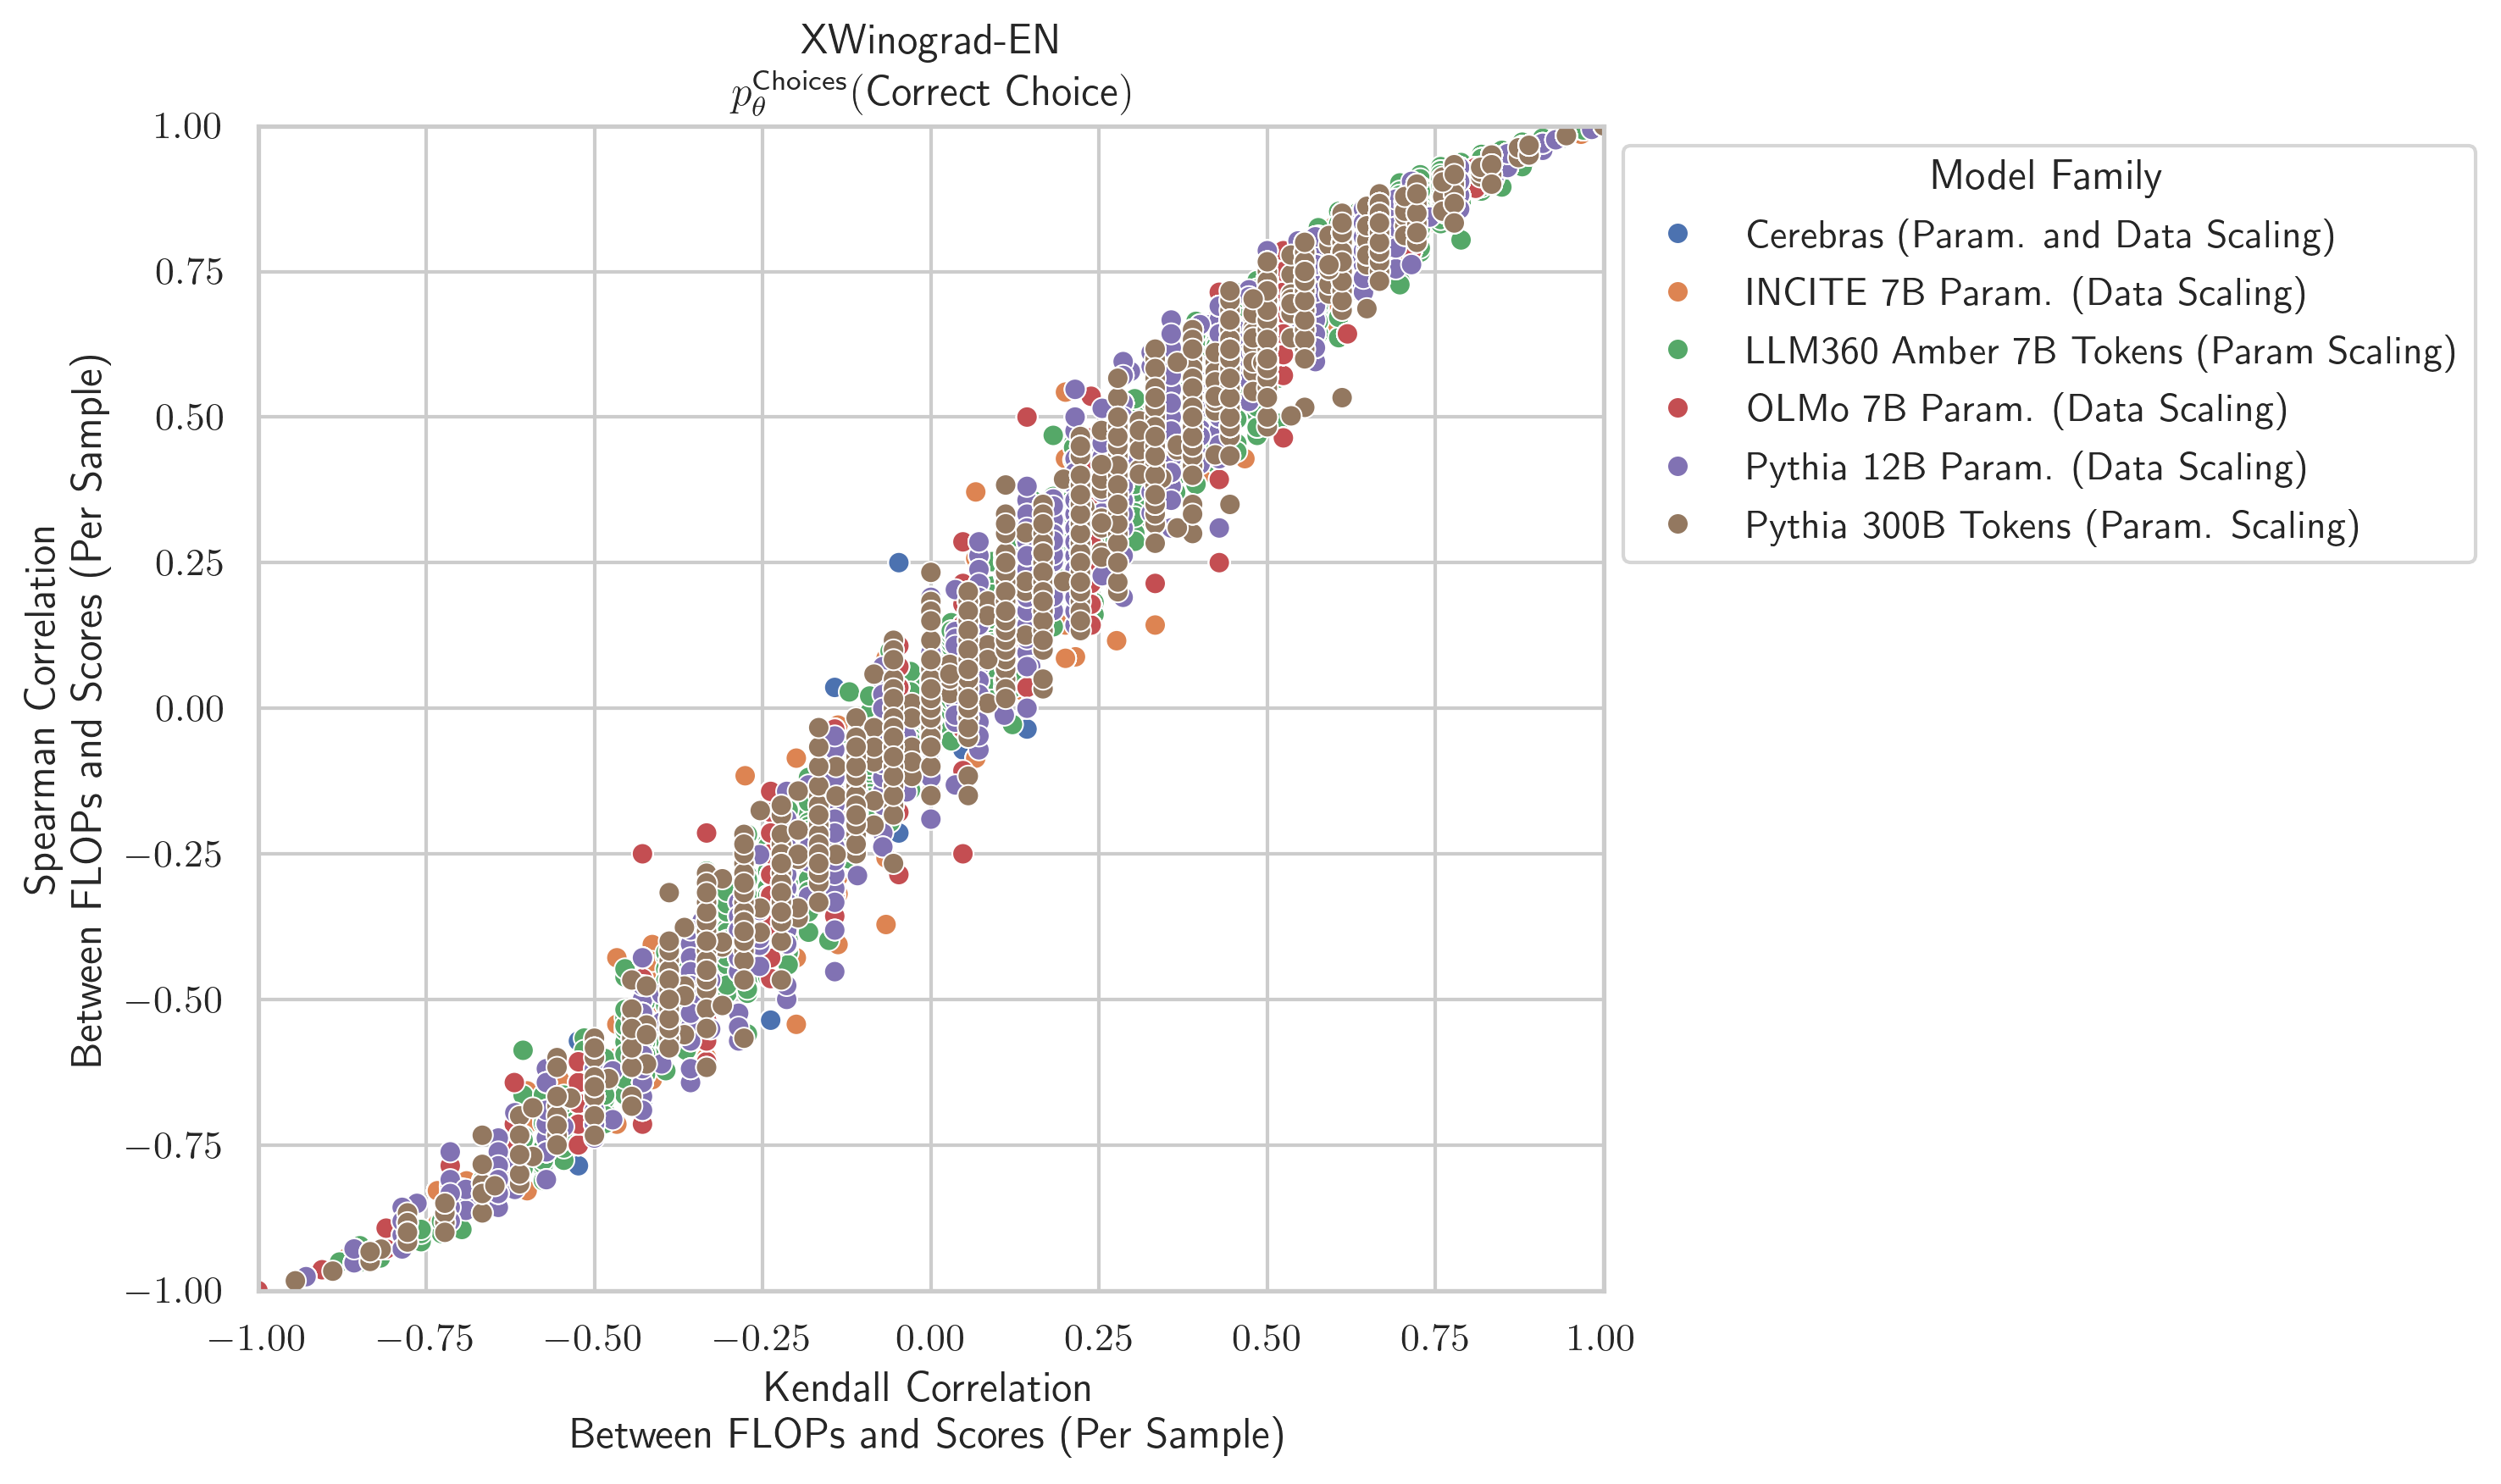 XWinograd-EN
p_θ^Choices(Correct Choice)
1.00
0.75
0.50
0.25
0.00
−0.25
−0.50
−0.75
−1.00
Spearman Correlation
Between FLOPs and Scores (Per Sample)
−1.00
−0.75
−0.50
−0.25
0.00
0.25
0.50
0.75
1.00
Kendall Correlation
Between FLOPs and Scores (Per Sample)
Model Family
Cerebras (Param. and Data Scaling)
INCITE 7B Param. (Data Scaling)
LLM360 Amber 7B Tokens (Param Scaling)
OLMo 7B Param. (Data Scaling)
Pythia 12B Param. (Data Scaling)
Pythia 300B Tokens (Param. Scaling)